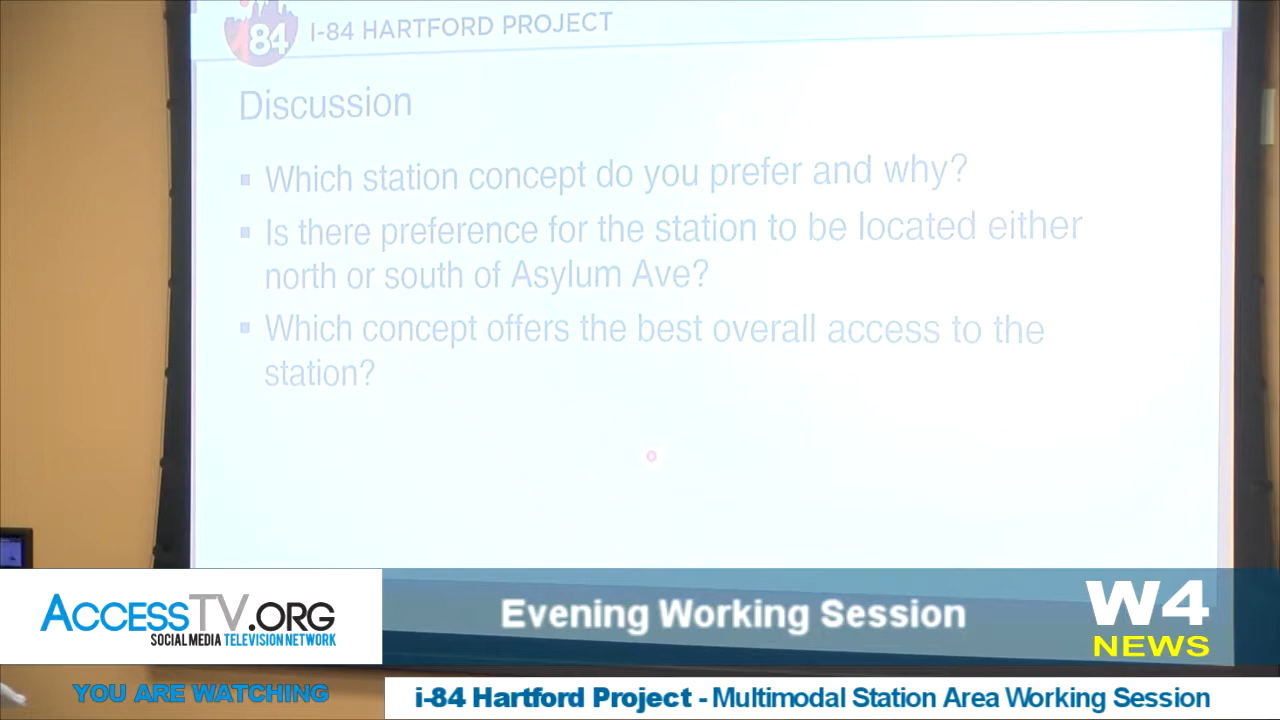 84 I-84 HARTFORD PROJECT
Discussion
Which station concept do you prefer and why?
Is there preference for the station to be located either
north or south of Asylum Ave?
Which concept offers the best overall access to the
station?
ACCESSTV.ORG
SOCIAL MEDIA TELEVISION NETWORK
Evening Working Session
W4
NEWS
YOU ARE WATCHING
i-84 Hartford Project - Multimodal Station Area Working Session